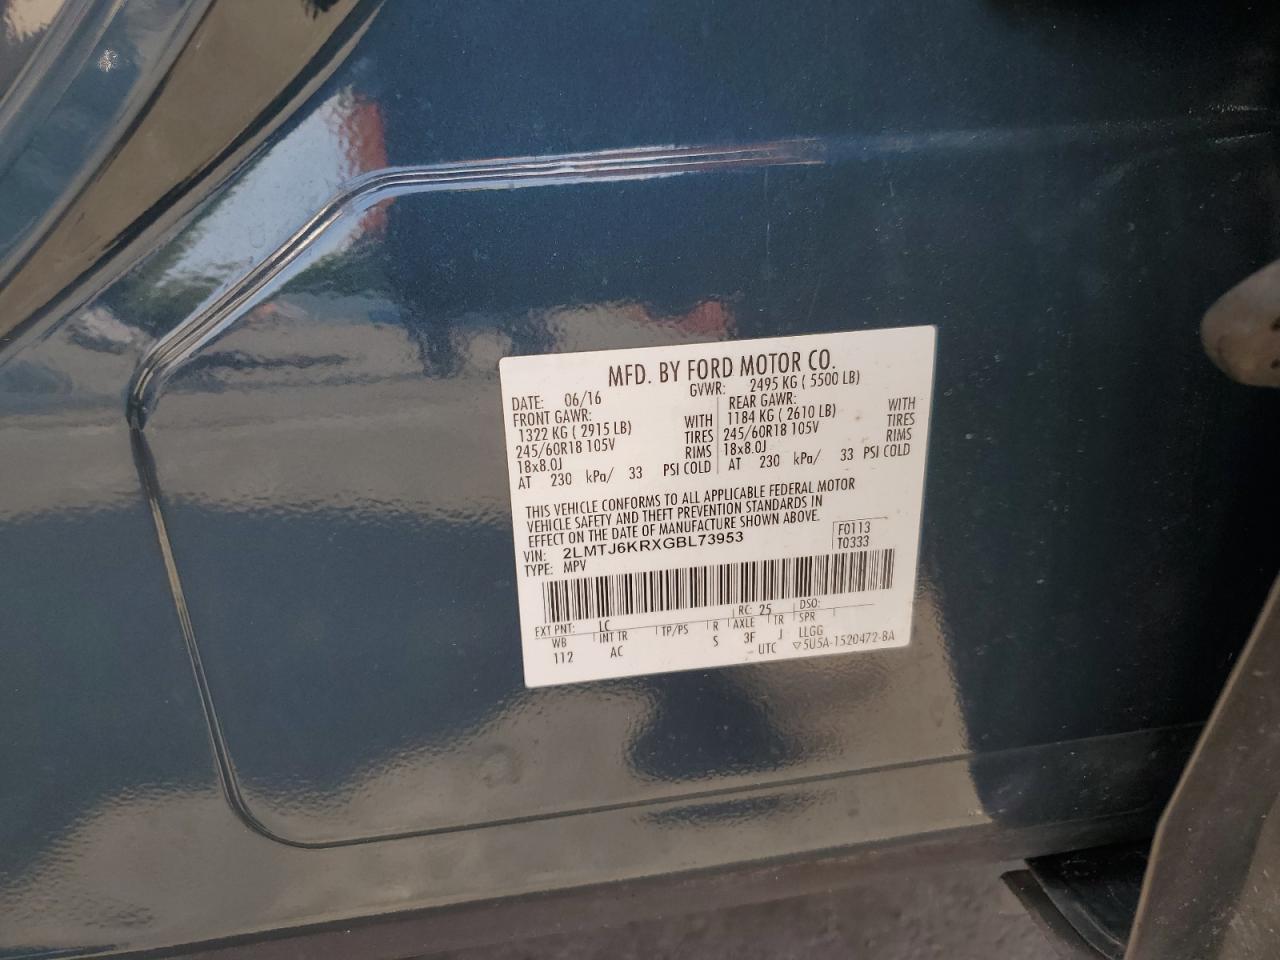 MFD. BY FORD MOTOR CO.
DATE: 06/16 GVWR: 2495 KG ( 5500 LB)
FRONT GAWR: REAR GAWR:
1322 KG ( 2915 LB) WITH 1184 KG ( 2610 LB) WITH
245/60R18 105V TIRES 245/60R18 105V TIRES
18x8.0J RIMS 18x8.0J RIMS
AT 230 kPa/ 33 PSI COLD AT 230 kPa/ 33 PSI COLD
THIS VEHICLE CONFORMS TO ALL APPLICABLE FEDERAL MOTOR
VEHICLE SAFETY AND THEFT PREVENTION STANDARDS IN
EFFECT ON THE DATE OF MANUFACTURE SHOWN ABOVE.
VIN: 2LMTJ6KRXGBL73953 F0113
TYPE: MPV T0333
EXT PNT: LC RC: 25 DSO:
WB INT TR TP/PS R AXLE TR SPR
112 AC S 3F J LLGG
UTC ▽5U5A-1520472-BA